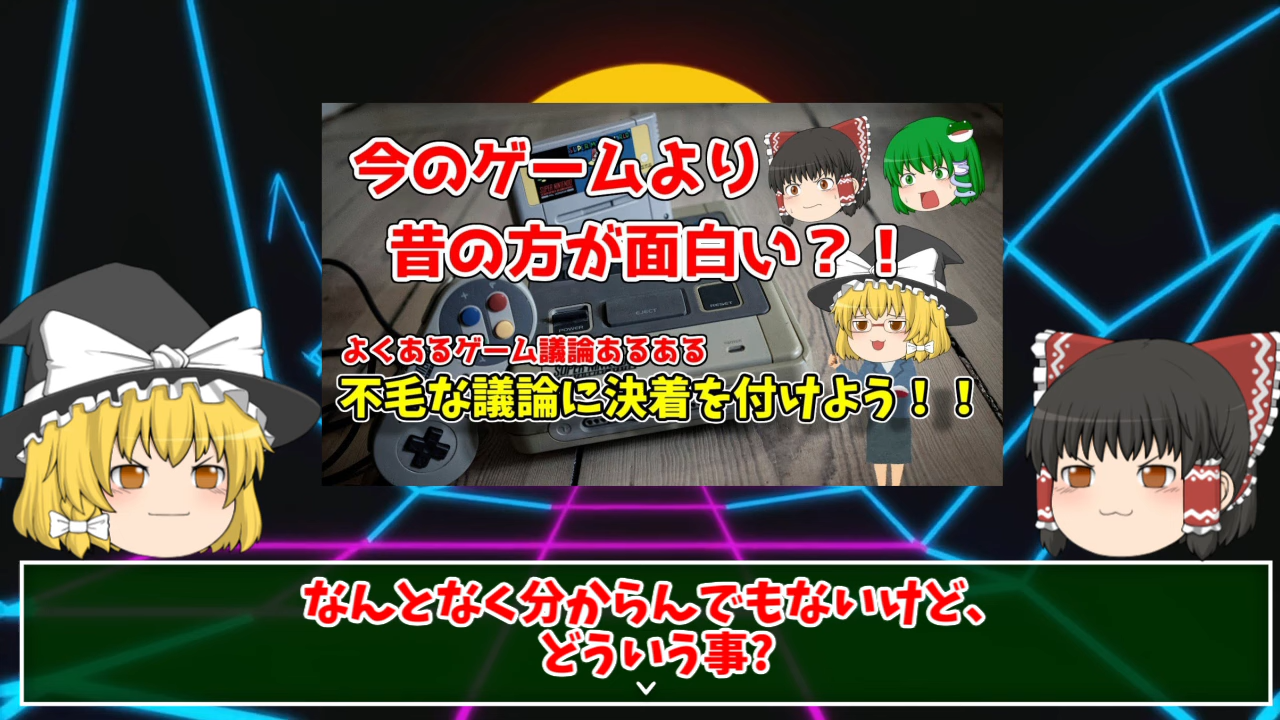 今のゲームより
昔の方が面白い？！
よくあるゲーム議論あるある
不毛な議論に決着を付けよう！！
POWER
EJECT
RESET
なんとなく分からんでもないけど、
どういう事?